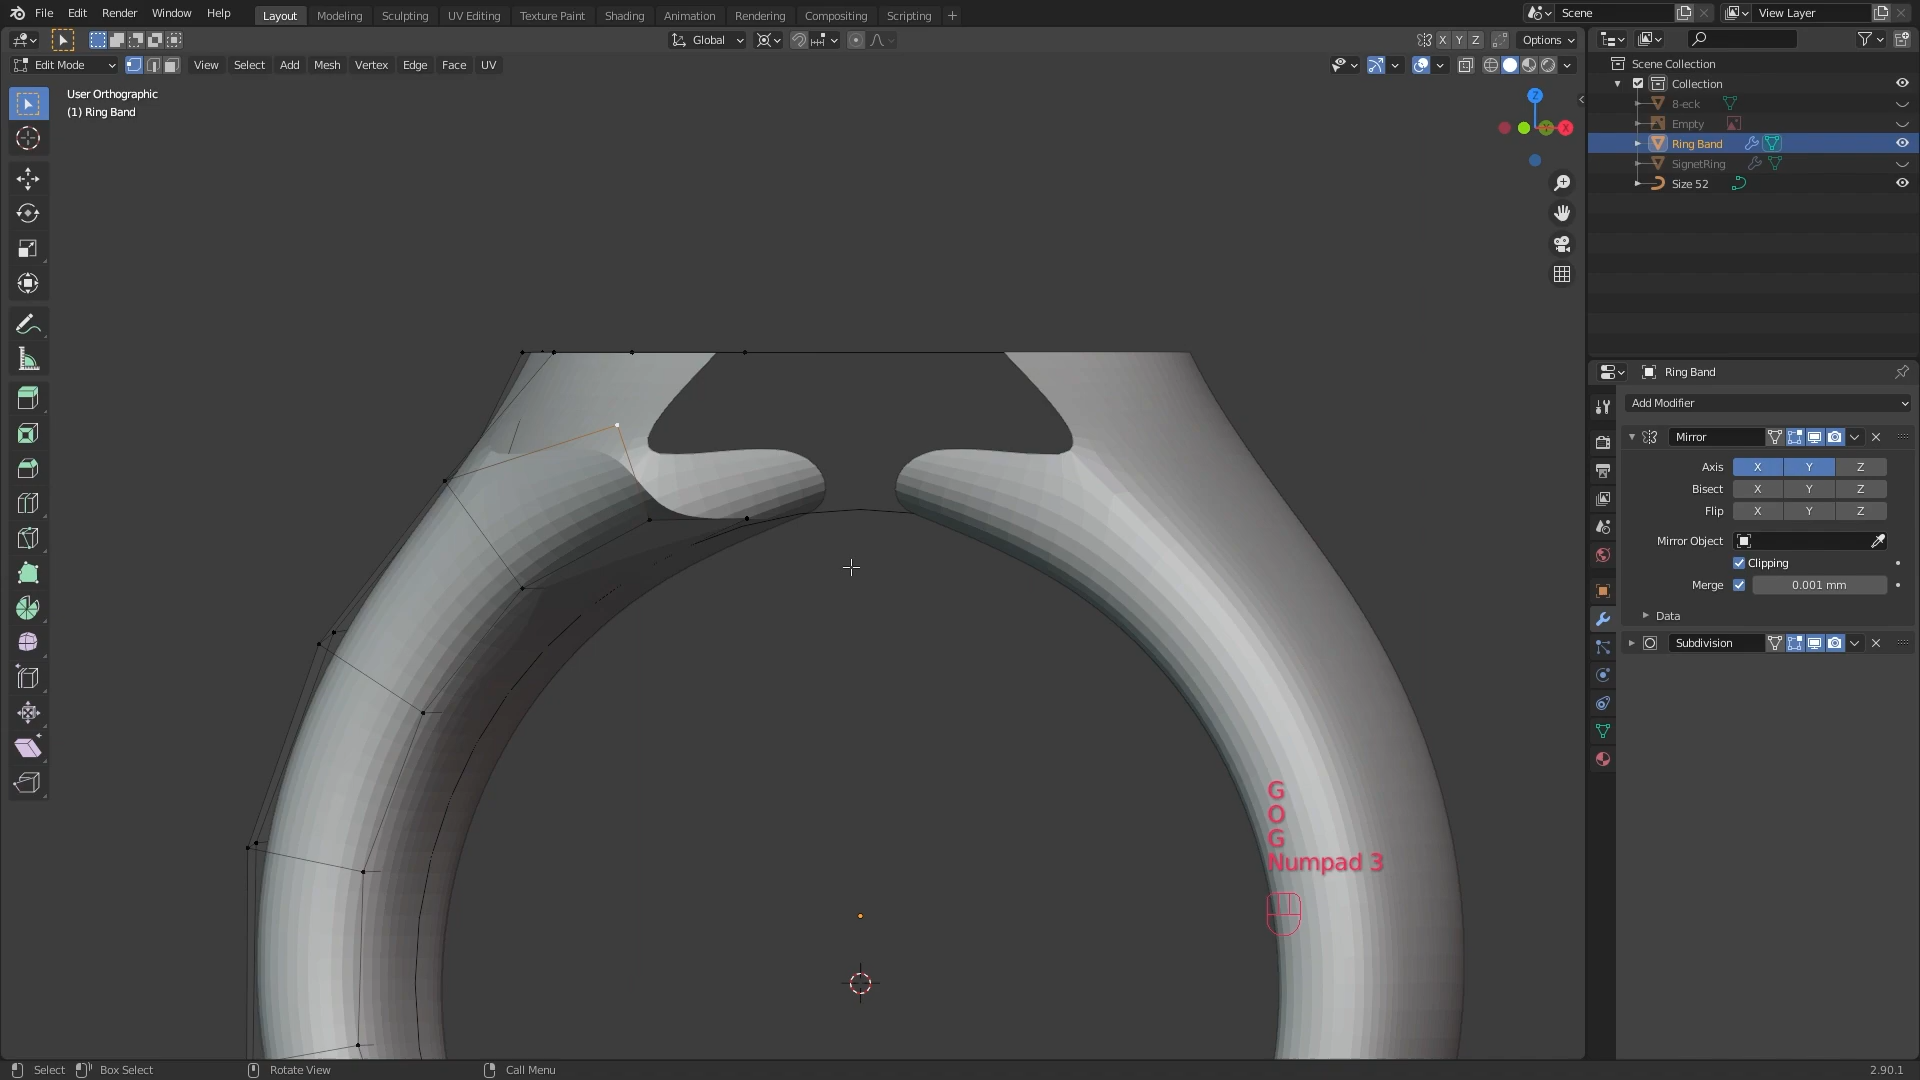 File Edit Render Window Help Layout Modeling Sculpting UV Editing Texture Paint Shading Animation Rendering Compositing Scripting Scene View Layer
Global Options X Y Z
Edit Mode View Select Add Mesh Vertex Edge Face UV
User Orthographic
(1) Ring Band
Z
X
Scene Collection
Collection
8-eck
Empty
Ring Band
SignetRing
Size 52
Ring Band
Add Modifier
Mirror
Axis X Y Z
Bisect X Y Z
Flip X Y Z
Mirror Object
Clipping
Merge 0.001 mm
Data
Subdivision
G
O
G
Numpad 3
Select Box Select Rotate View Call Menu 2.90.1